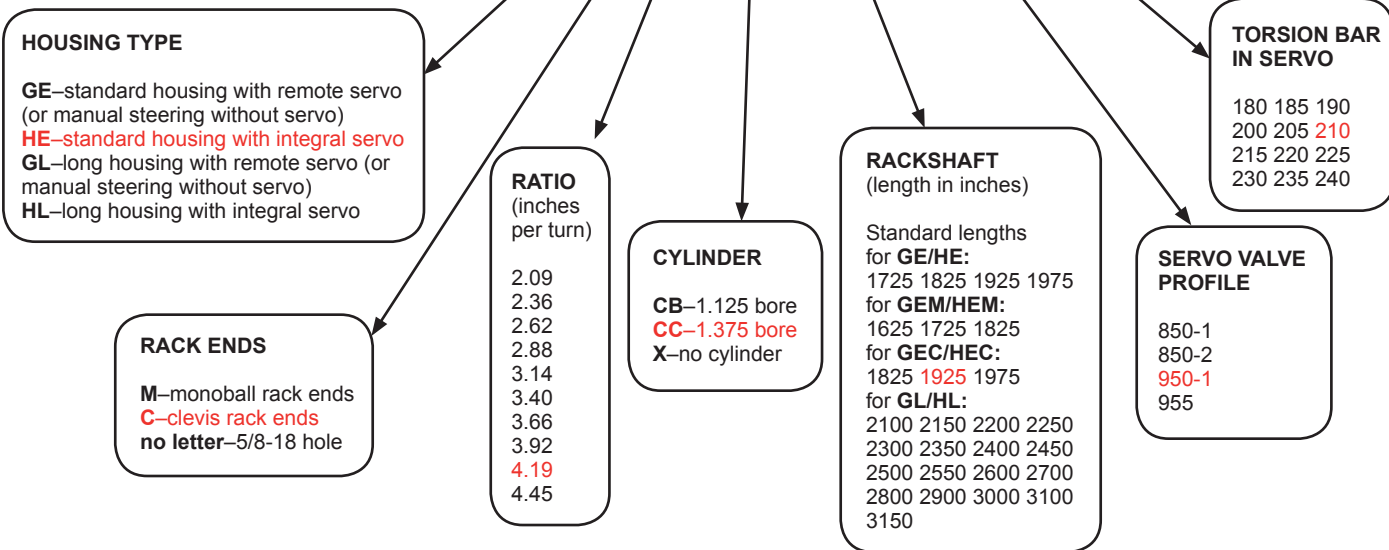 HOUSING TYPE
GE–standard housing with remote servo
(or manual steering without servo)
HE–standard housing with integral servo
GL–long housing with remote servo (or
manual steering without servo)
HL–long housing with integral servo
RACK ENDS
M–monoball rack ends
C–clevis rack ends
no letter–5/8-18 hole
RATIO
(inches
per turn)
2.09
2.36
2.62
2.88
3.14
3.40
3.66
3.92
4.19
4.45
CYLINDER
CB–1.125 bore
CC–1.375 bore
X–no cylinder
RACKSHAFT
(length in inches)
Standard lengths
for GE/HE:
1725 1825 1925 1975
for GEM/HEM:
1625 1725 1825
for GEC/HEC:
1825 1925 1975
for GL/HL:
2100 2150 2200 2250
2300 2350 2400 2450
2500 2550 2600 2700
2800 2900 3000 3100
3150
SERVO VALVE
PROFILE
850-1
850-2
950-1
955
TORSION BAR
IN SERVO
180 185 190
200 205 210
215 220 225
230 235 240